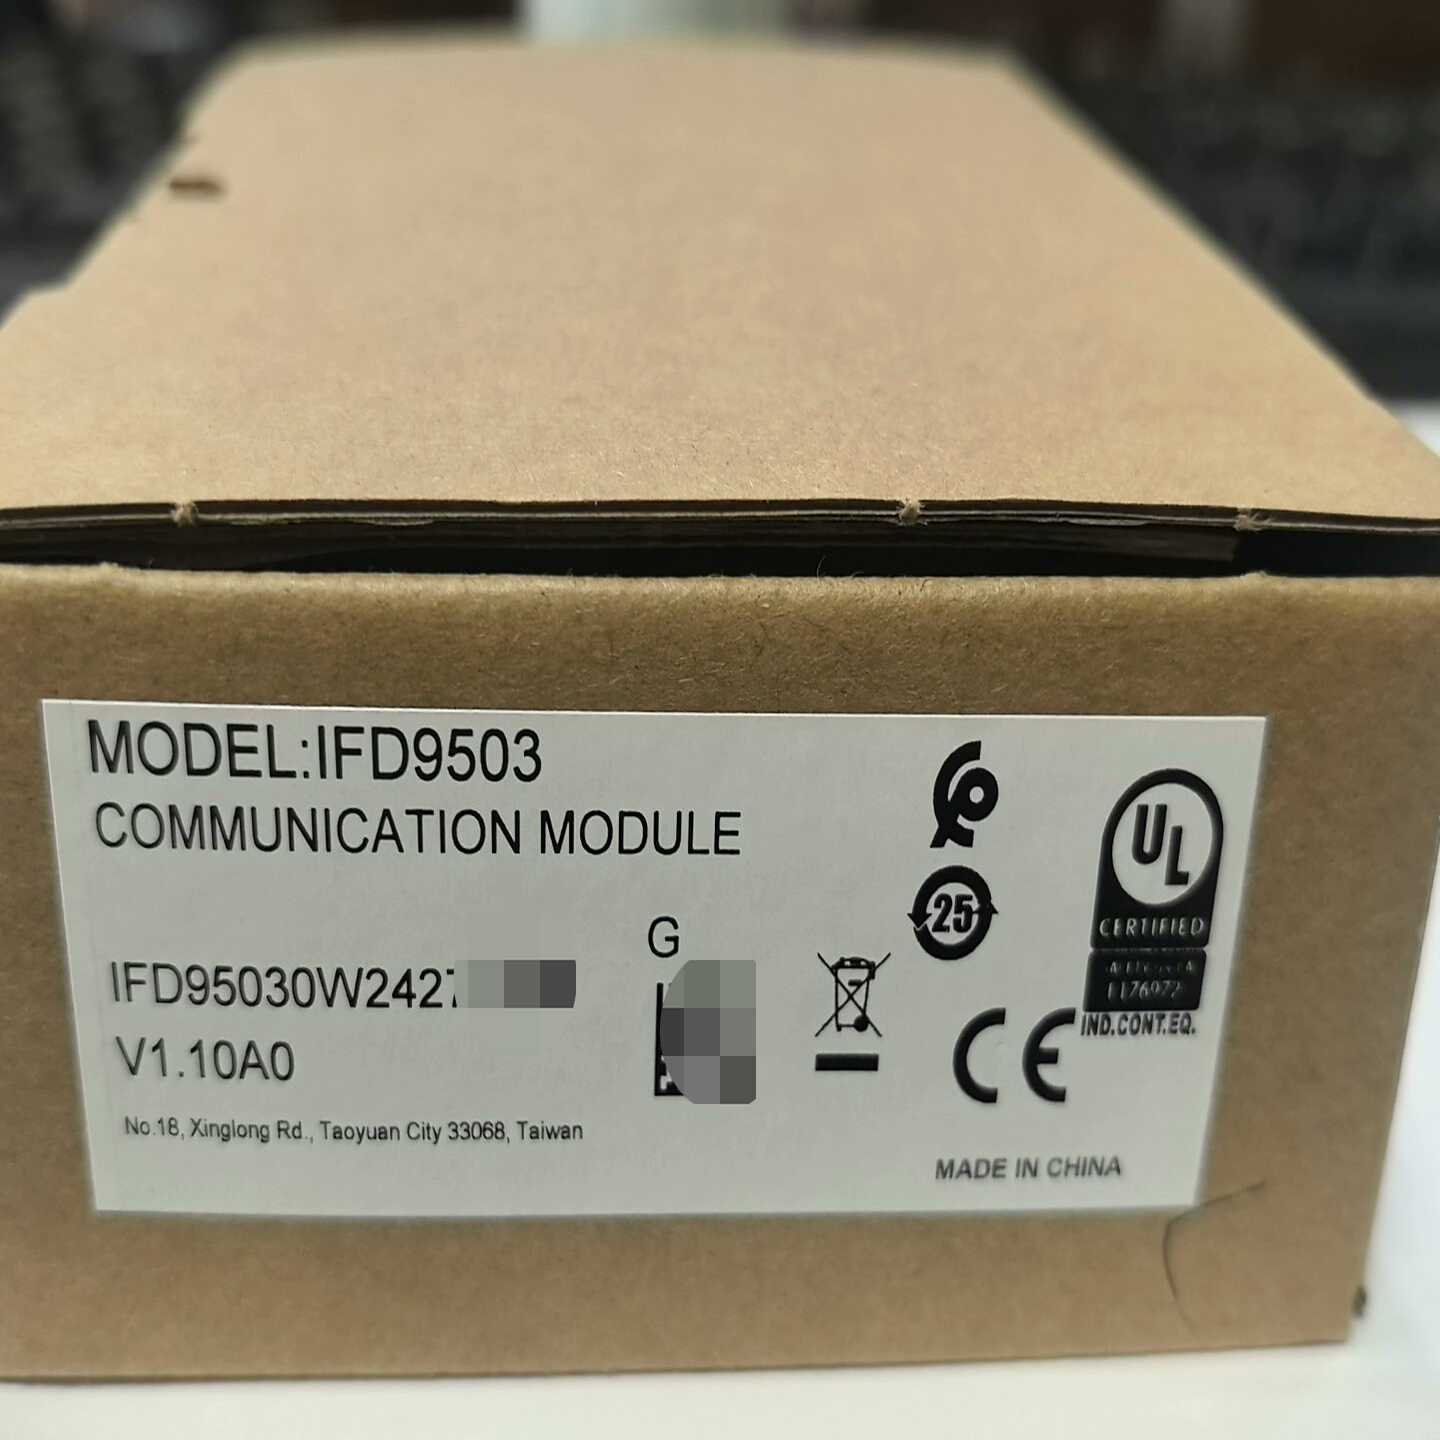 MODEL:IFD9503
COMMUNICATION MODULE
G
IFD95030W2427
V1.10A0
No.18, Xinglong Rd., Taoyuan City 33068, Taiwan
25
UL
CERTIFIED
IND.CONT.EQ.
CE
MADE IN CHINA